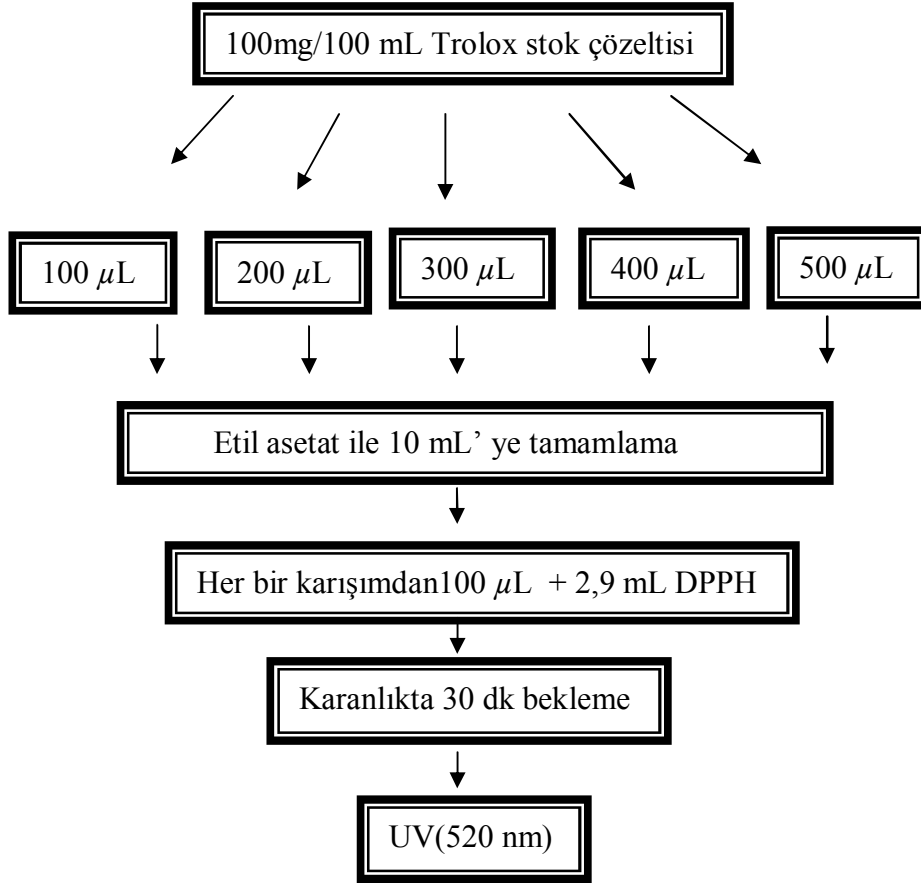 100mg/100 mL Trolox stok çözeltisi
100 µL
200 µL
300 µL
400 µL
500 µL
Etil asetat ile 10 mL’ ye tamamlama
Her bir karışımdan100 µL + 2,9 mL DPPH
Karanlıkta 30 dk bekleme
UV(520 nm)